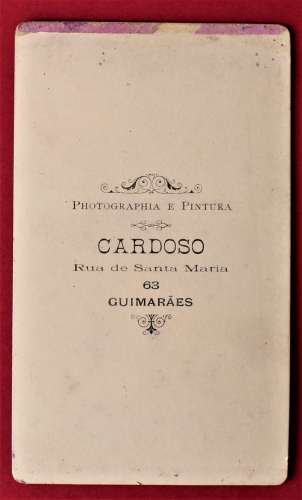 PHOTOGRAPHIA E PINTURA
CARDOSO
Rua de Santa Maria
63
GUIMARÃES